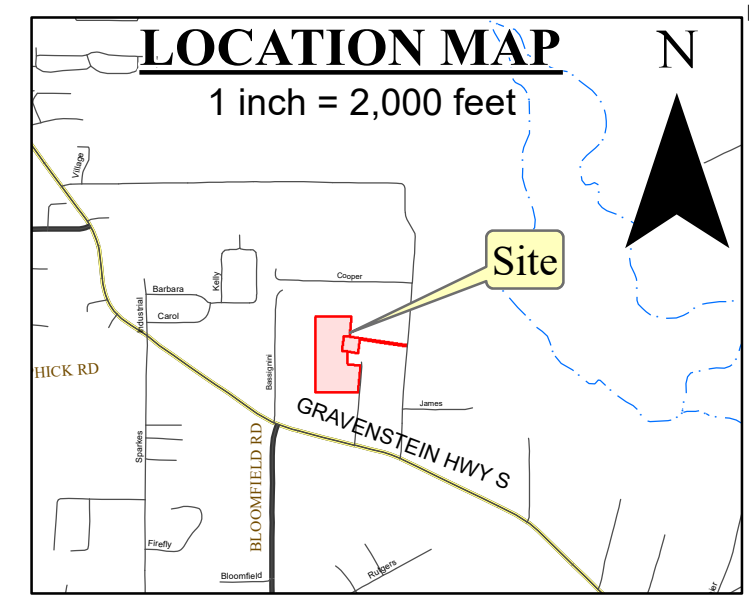 LOCATION MAP
N
1 inch = 2,000 feet
Village
Site
Cooper
Kelly
Barbara
Industrial
Carol
HICK RD
Bassignini
James
GRAVENSTEIN HWY S
BLOOMFIELD RD
Sparkes
Firefly
Bloomfield
Rutgers
ier